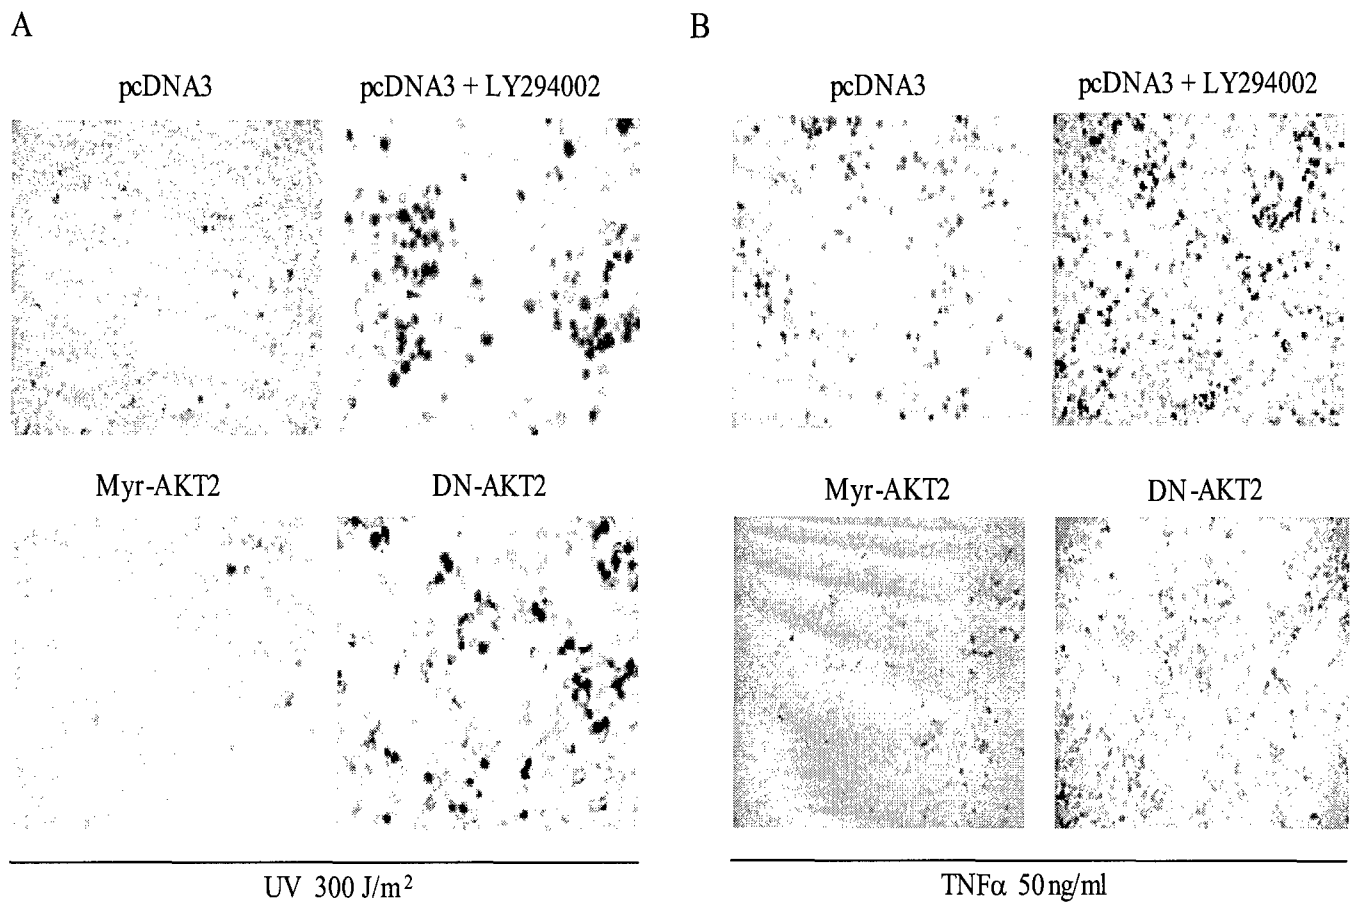 A
B
pcDNA3
pcDNA3 + LY294002
pcDNA3
pcDNA3 + LY294002
Myr-AKT2
DN-AKT2
Myr-AKT2
DN-AKT2
UV 300 J/m²
TNFα 50 ng/ml